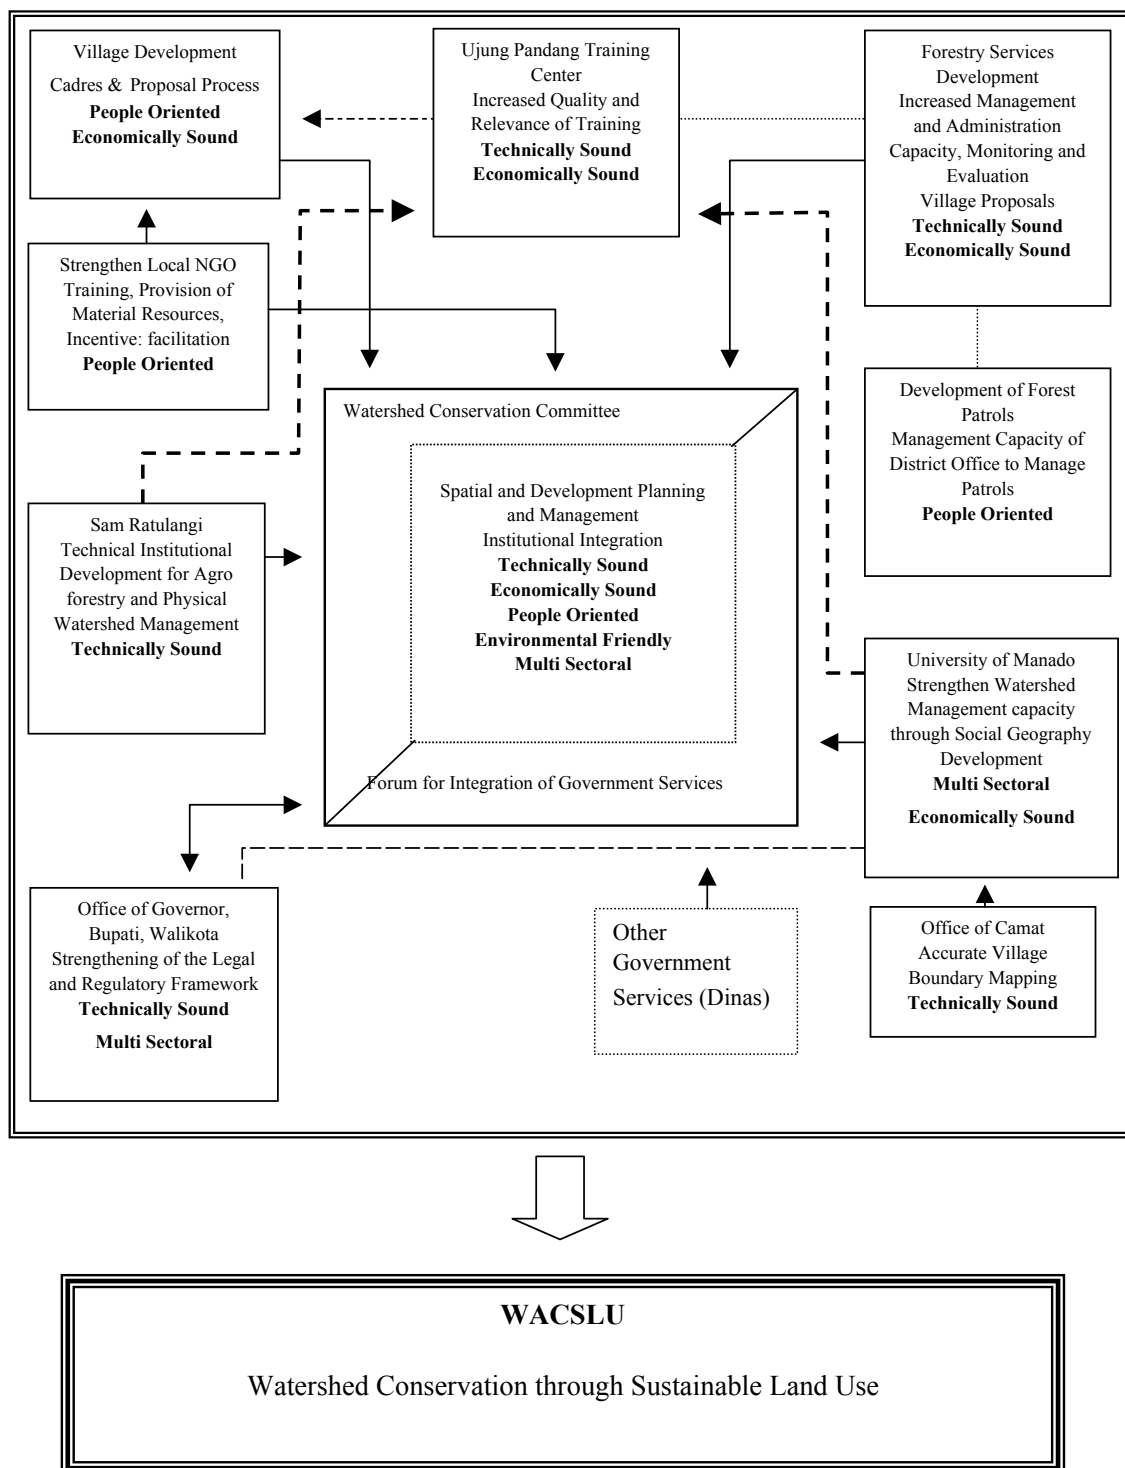 Village Development
Cadres & Proposal Process
People Oriented
Economically Sound
Ujung Pandang Training
Center
Increased Quality and
Relevance of Training
Technically Sound
Economically Sound
Forestry Services
Development
Increased Management
and Administration
Capacity, Monitoring and
Evaluation
Village Proposals
Technically Sound
Economically Sound
Strengthen Local NGO
Training, Provision of
Material Resources,
Incentive: facilitation
People Oriented
Watershed Conservation Committee
Spatial and Development Planning
and Management
Institutional Integration
Technically Sound
Economically Sound
People Oriented
Environmental Friendly
Multi Sectoral
Forum for Integration of Government Services
Development of Forest
Patrols
Management Capacity of
District Office to Manage
Patrols
People Oriented
Sam Ratulangi
Technical Institutional
Development for Agro
forestry and Physical
Watershed Management
Technically Sound
University of Manado
Strengthen Watershed
Management capacity
through Social Geography
Development
Multi Sectoral
Economically Sound
Office of Governor,
Bupati, Walikota
Strengthening of the Legal
and Regulatory Framework
Technically Sound
Multi Sectoral
Other
Government
Services (Dinas)
Office of Camat
Accurate Village
Boundary Mapping
Technically Sound
WACSLU
Watershed Conservation through Sustainable Land Use